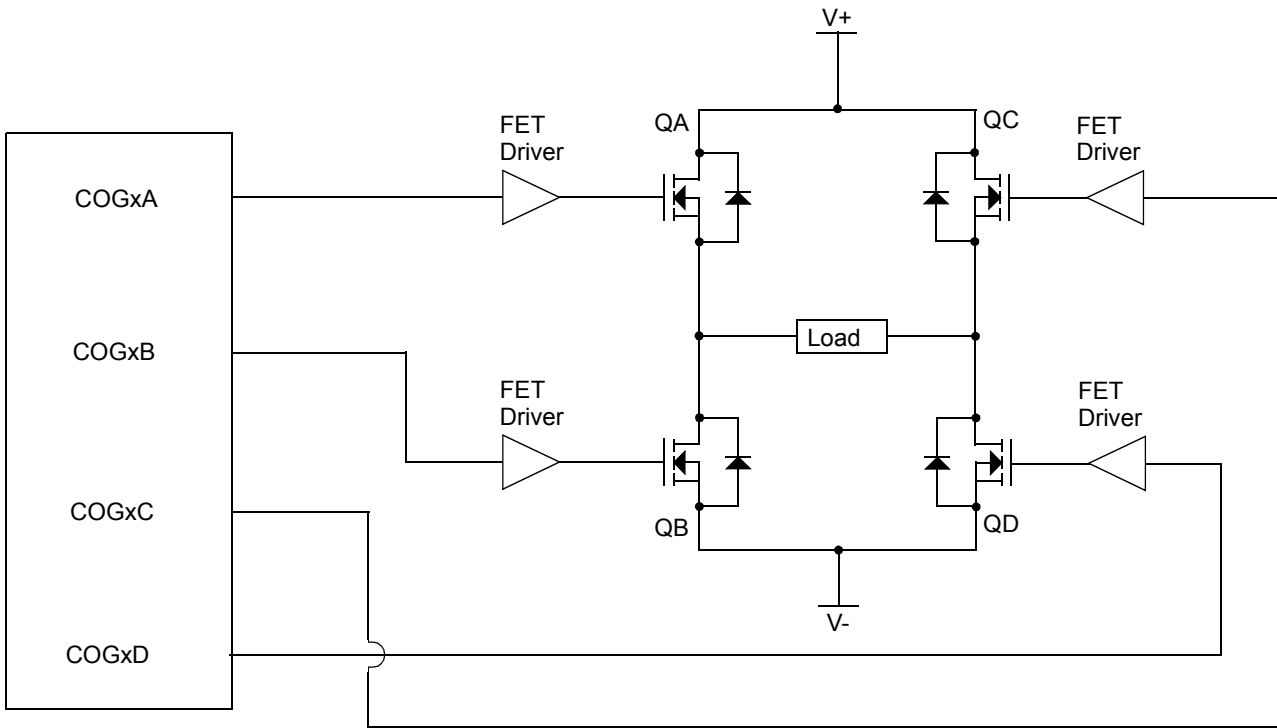 V+
QA
QC
FET
Driver
FET
Driver
COGxA
COGxB
Load
FET
Driver
FET
Driver
COGxC
QB
QD
V-
COGxD